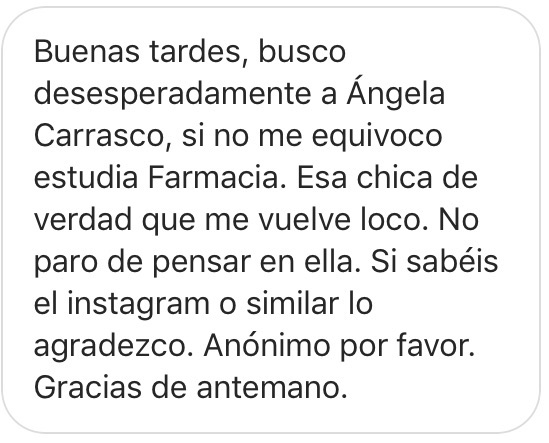 Buenas tardes, busco
desesperadamente a Ángela
Carrasco, si no me equivoco
estudia Farmacia. Esa chica de
verdad que me vuelve loco. No
paro de pensar en ella. Si sabéis
el instagram o similar lo
agradezco. Anónimo por favor.
Gracias de antemano.